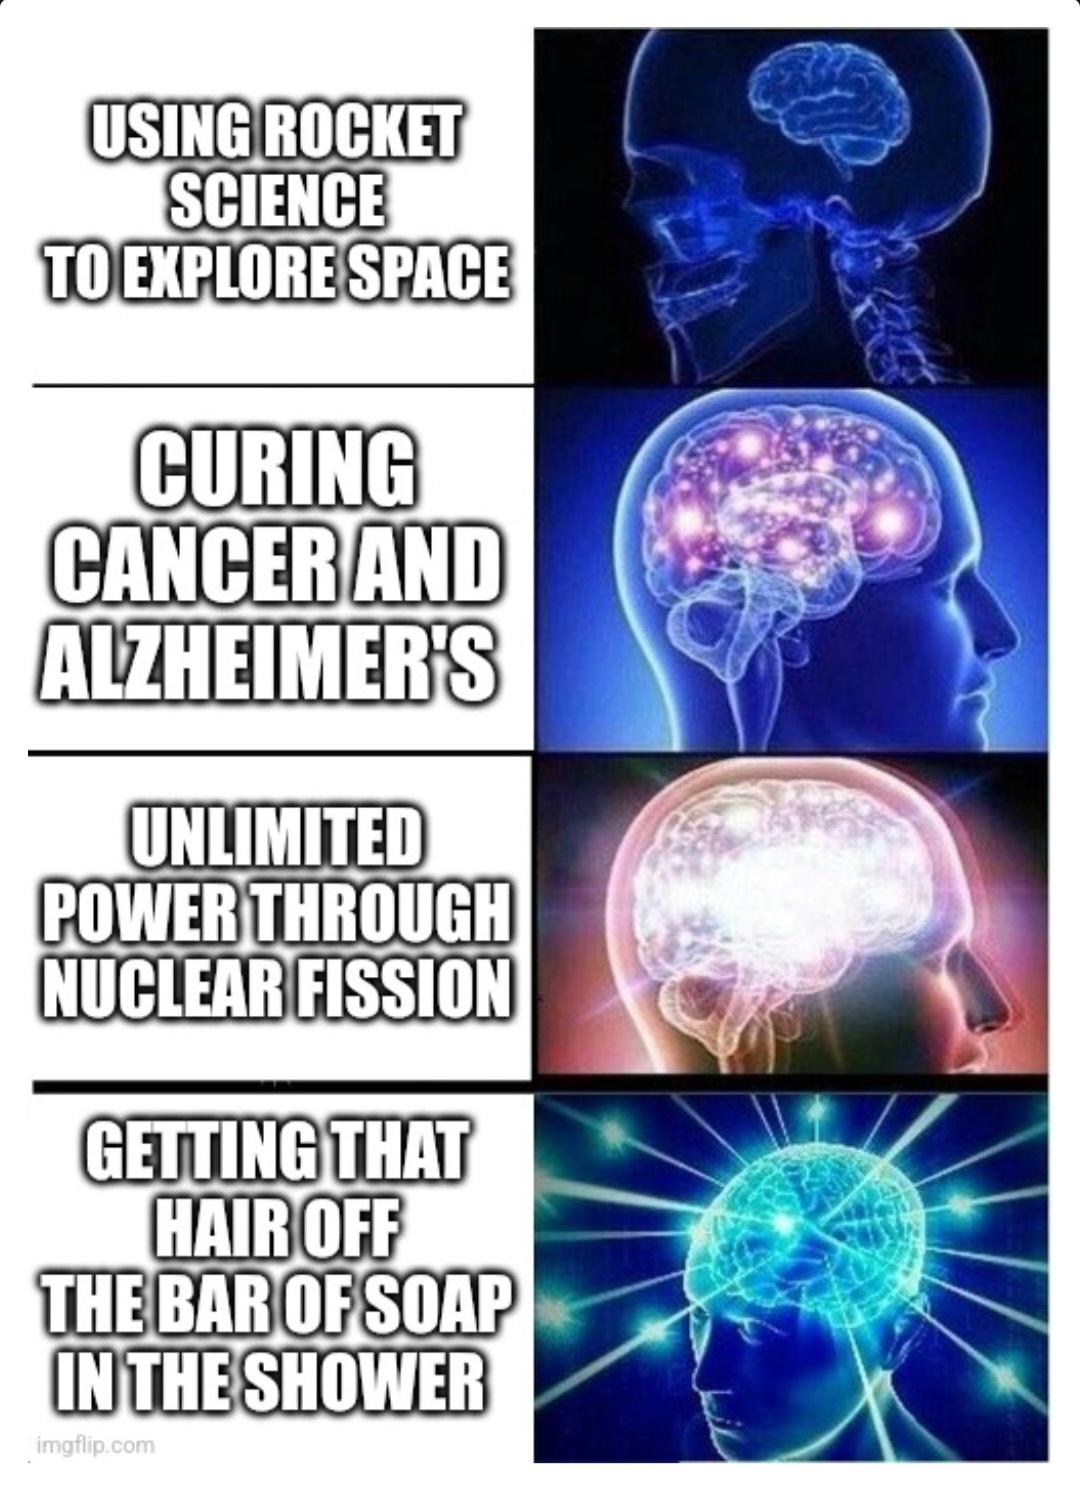 USING ROCKET
SCIENCE
TO EXPLORE SPACE
CURING
CANCER AND
ALZHEIMER'S
UNLIMITED
POWER THROUGH
NUCLEAR FISSION
GETTING THAT
HAIR OFF
THE BAR OF SOAP
IN THE SHOWER
imgflip.com